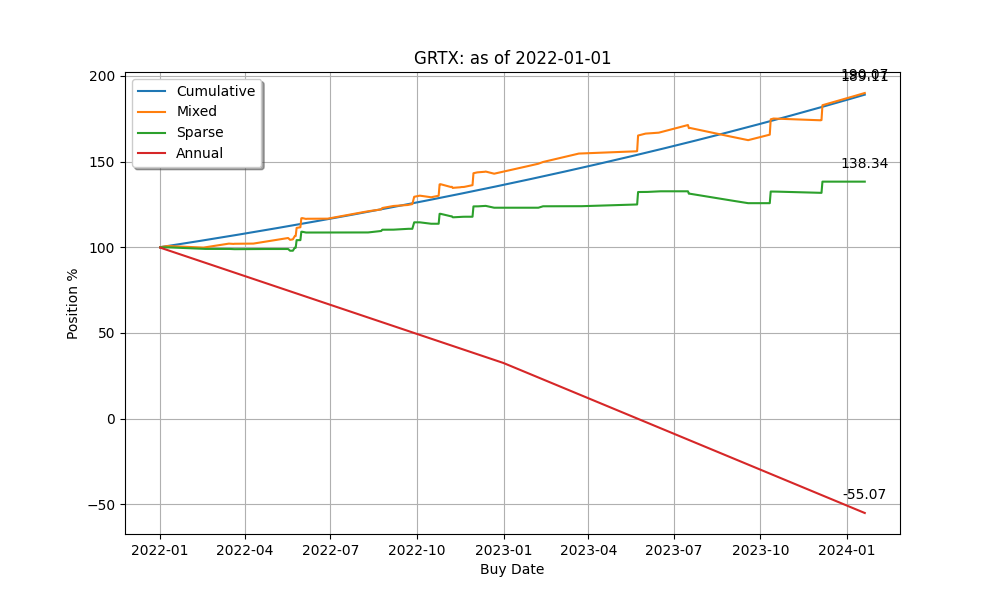 GRTX: as of 2022-01-01
Cumulative
Mixed
Sparse
Annual
200
150
100
50
0
−50
Position %
138.34
-55.07
2022-01
2022-04
2022-07
2022-10
2023-01
2023-04
2023-07
2023-10
2024-01
Buy Date